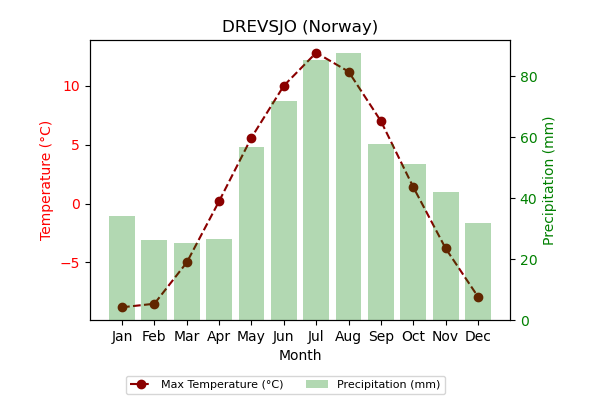 DREVSJO (Norway)
10
5
0
−5
Temperature (°C)
80
60
40
20
0
Precipitation (mm)
Jan Feb Mar Apr May Jun Jul Aug Sep Oct Nov Dec
Month
Max Temperature (°C) Precipitation (mm)